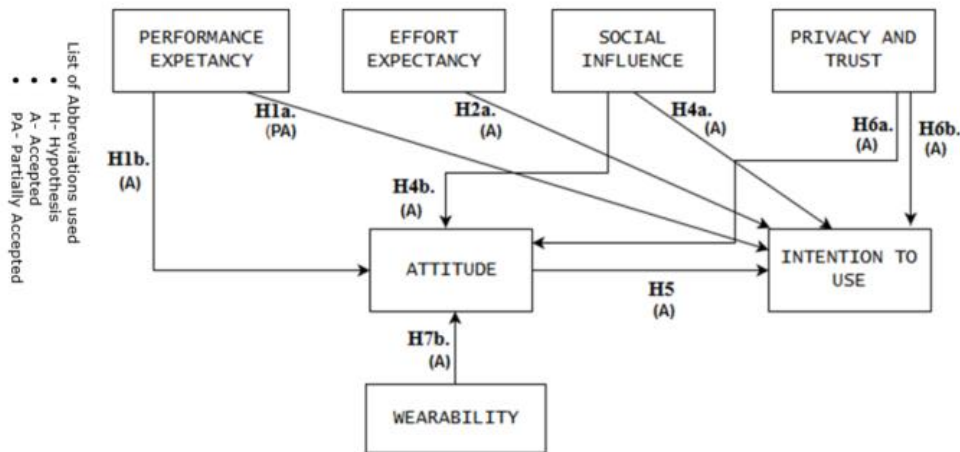 PERFORMANCE
EXPETANCY
EFFORT
EXPECTANCY
SOCIAL
INFLUENCE
PRIVACY AND
TRUST
List of Abbreviations used
• H- Hypothesis
• A- Accepted
• PA- Partially Accepted
H1b.
(A)
H1a.
(PA)
H2a.
(A)
H4a.
(A)
H6a.
(A)
H6b.
(A)
H4b.
(A)
ATTITUDE
H5
(A)
INTENTION TO
USE
H7b.
(A)
WEARABILITY